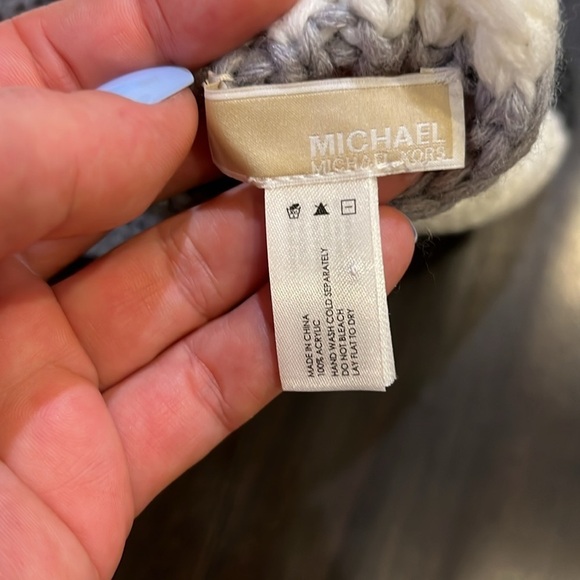 MICHAEL
MICHAEL KORS
MADE IN CHINA
100% ACRYLIC
HAND WASH COLD SEPARATELY
DO NOT BLEACH
LAY FLAT TO DRY